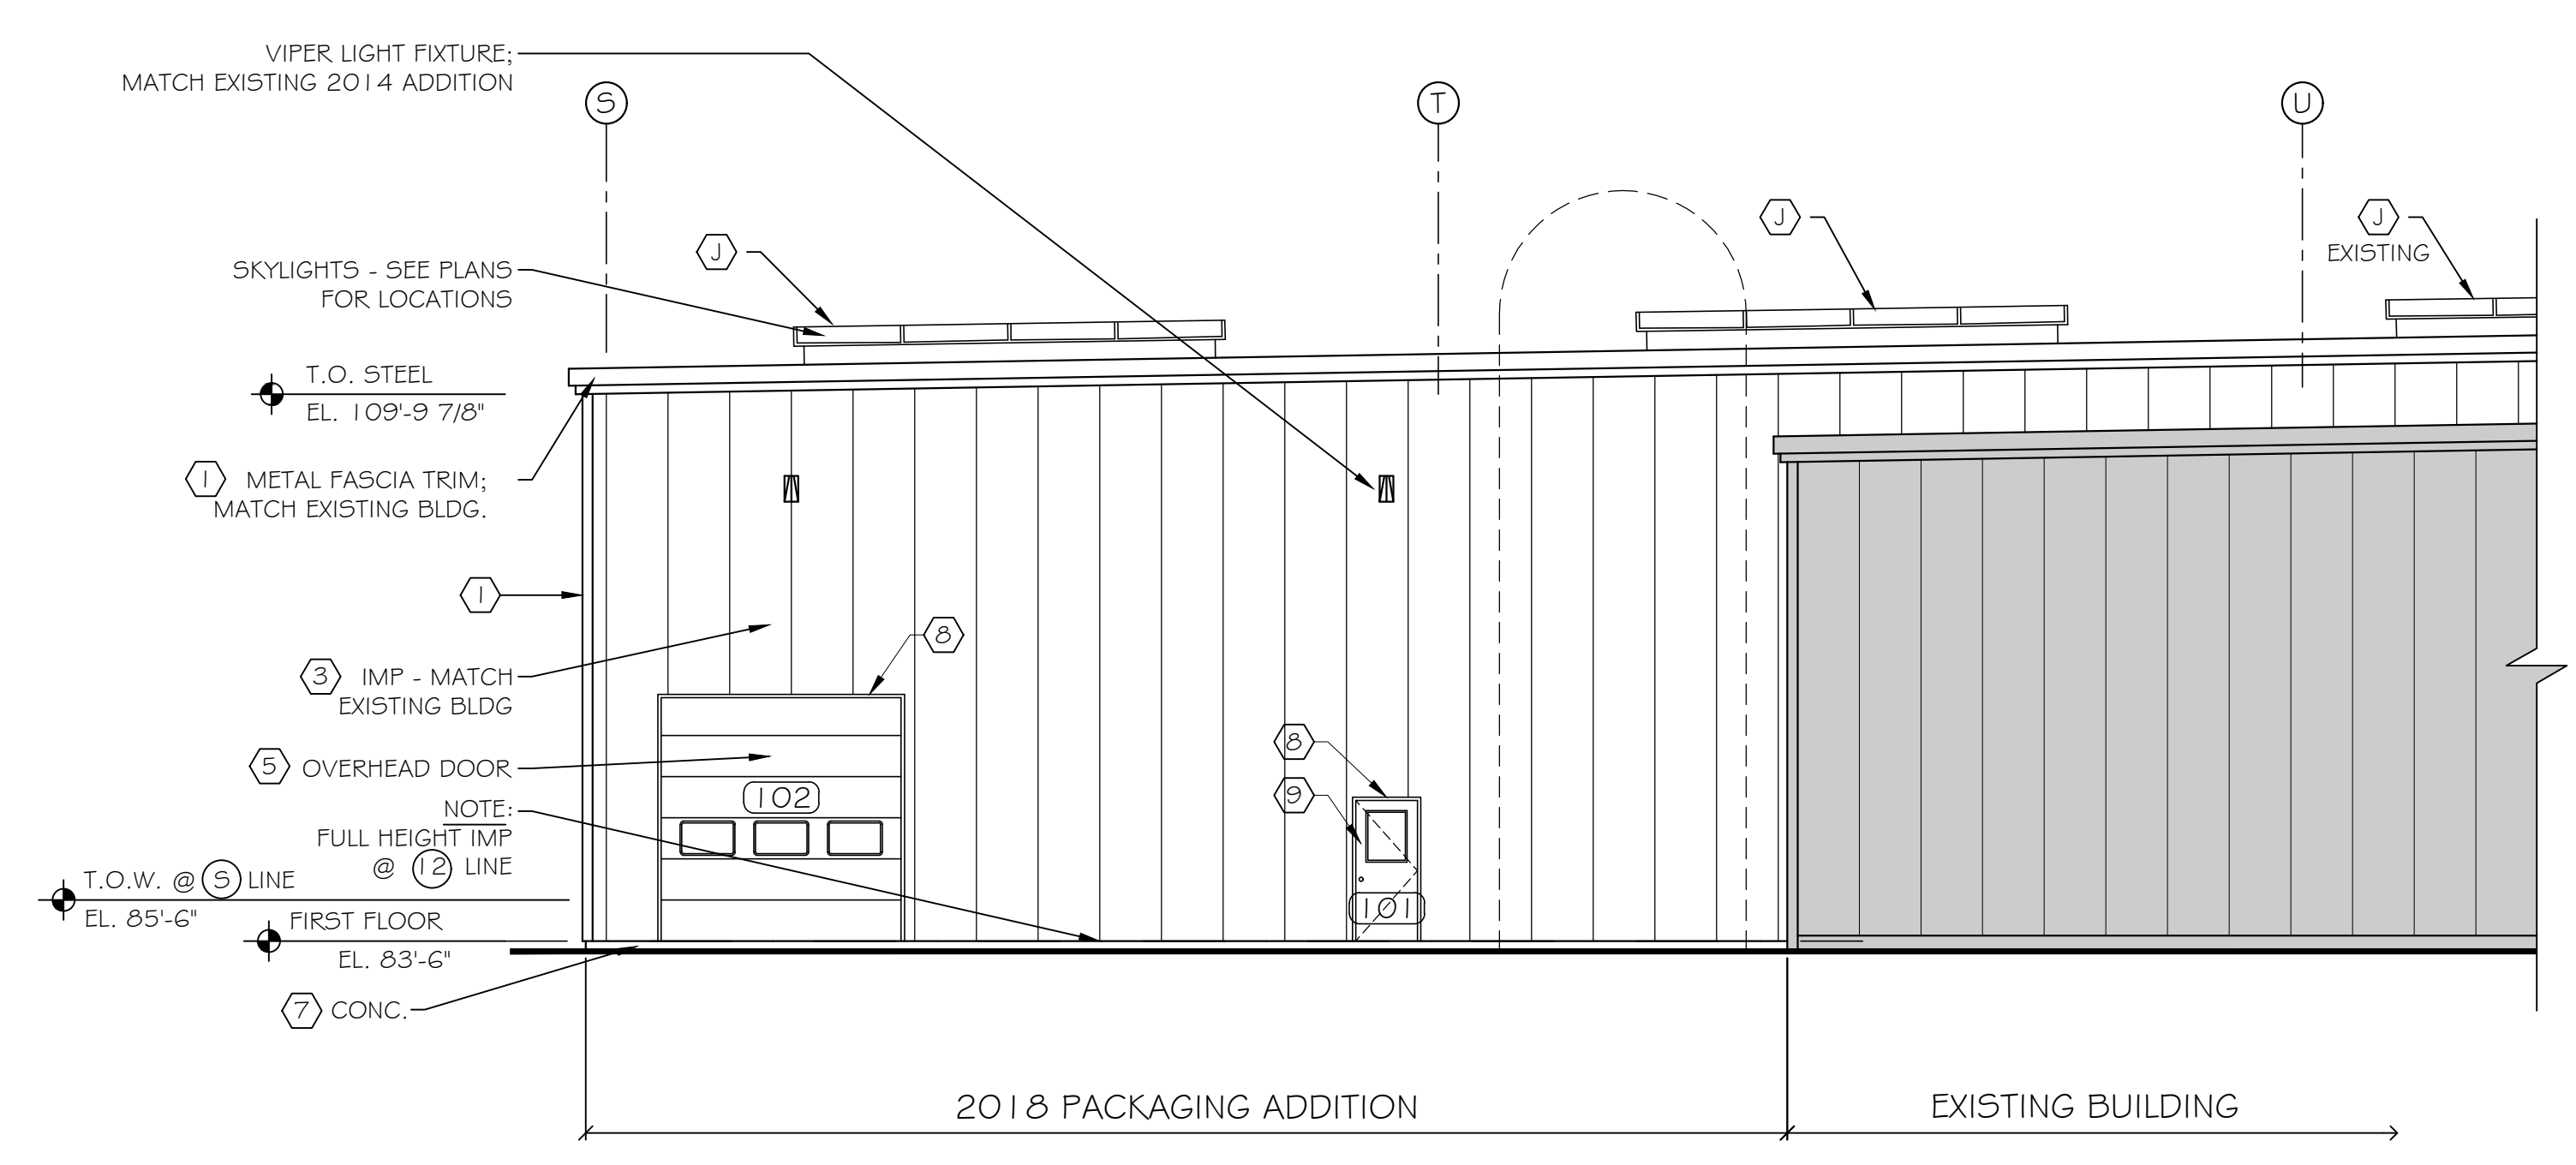 VIPER LIGHT FIXTURE;
MATCH EXISTING 2014 ADDITION
S
T
U
J
J
J
EXISTING
SKYLIGHTS - SEE PLANS
FOR LOCATIONS
T.O. STEEL
EL. 109'-9 7/8"
1 METAL FASCIA TRIM;
MATCH EXISTING BLDG.
1
8
3 IMP - MATCH
EXISTING BLDG
8
5 OVERHEAD DOOR
9
102
NOTE:
FULL HEIGHT IMP
@ 12 LINE
T.O.W. @ S LINE
EL. 85'-6"
101
FIRST FLOOR
EL. 83'-6"
7 CONC.
2018 PACKAGING ADDITION
EXISTING BUILDING